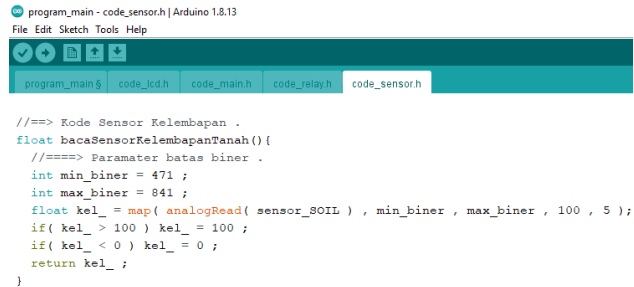 program_main - code_sensor.h | Arduino 1.8.13
File Edit Sketch Tools Help
program_main § code_lcd.h code_main.h code_relay.h code_sensor.h
//==> Kode Sensor Kelembapan .
float bacaSensorKelembapanTanah(){
//====> Paramater batas biner .
int min_biner = 471 ;
int max_biner = 841 ;
float kel_ = map( analogRead( sensor_SOIL ) , min_biner , max_biner , 100 , 5 );
if( kel_ > 100 ) kel_ = 100 ;
if( kel_ < 0 ) kel_ = 0 ;
return kel_ ;
}